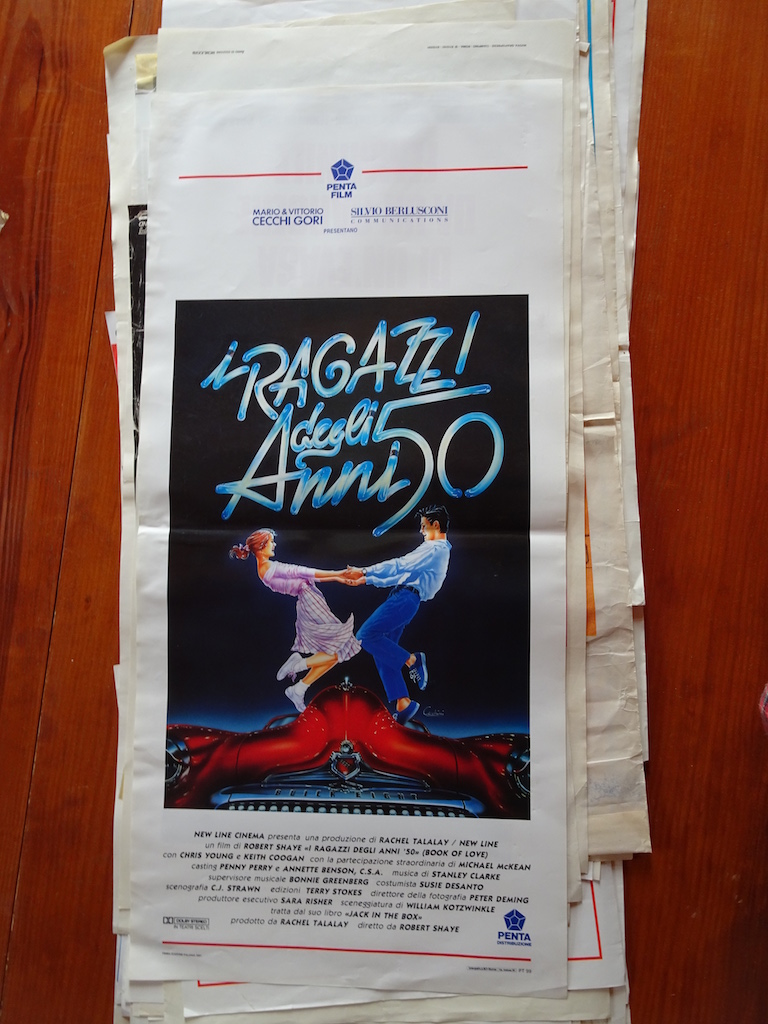 PENTA
FILM
MARIO & VITTORIO
CECCHI GORI
SILVIO BERLUSCONI
COMMUNICATIONS
PRESENTANO
i RAGAZZI
degli
Anni 50
NEW LINE CINEMA presenta una produzione di RACHEL TALALAY / NEW LINE
un film di ROBERT SHAYE «I RAGAZZI DEGLI ANNI '50» (BOOK OF LOVE)
con CHRIS YOUNG e KEITH COOGAN con la partecipazione straordinaria di MICHAEL McKEAN
casting PENNY PERRY e ANNETTE BENSON, C.S.A. musica di STANLEY CLARKE
supervisore musicale BONNIE GREENBERG costumista SUSIE DESANTO
scenografia C.J. STRAWN edizioni TERRY STOKES direttore della fotografia PETER DEMING
produttore esecutivo SARA RISHER sceneggiatura di WILLIAM KOTZWINKLE
tratta dal suo libro «JACK IN THE BOX»
prodotto da RACHEL TALALAY diretto da ROBERT SHAYE
DOLBY STEREO
IN TEATRI SCELTI
PENTA
DISTRIBUZIONE